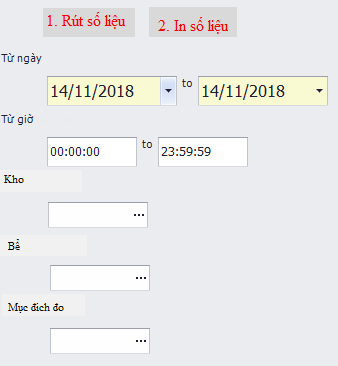 1. Rút số liệu 2. In số liệu
Từ ngày
14/11/2018 to 14/11/2018
Từ giờ
00:00:00 to 23:59:59
Kho
...
Bể
...
Mục đích đo
...